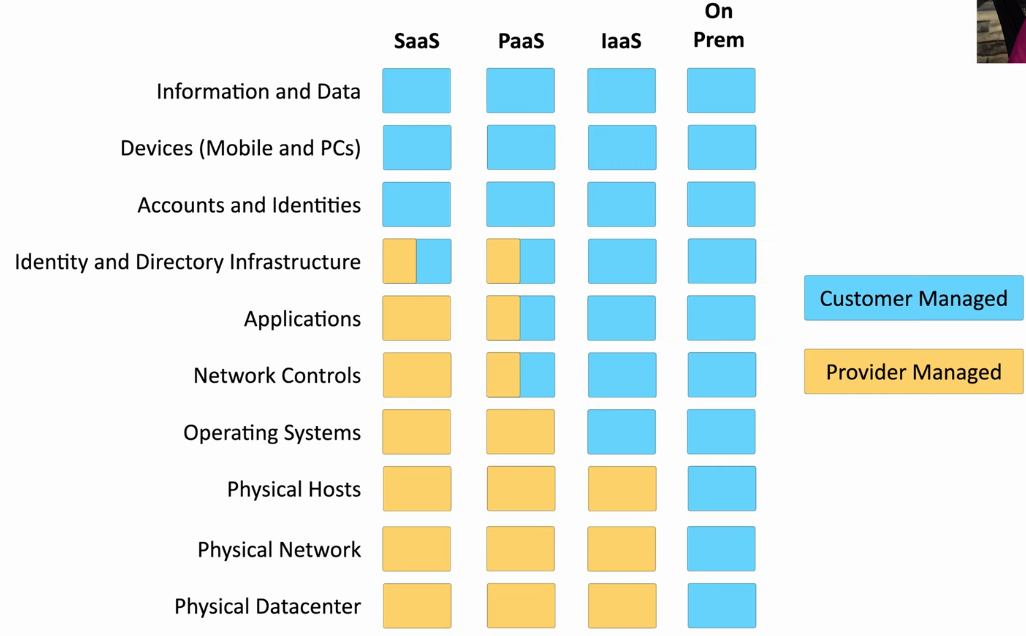 SaaS PaaS IaaS On
Prem
Information and Data
Devices (Mobile and PCs)
Accounts and Identities
Identity and Directory Infrastructure
Applications
Network Controls
Operating Systems
Physical Hosts
Physical Network
Physical Datacenter
Customer Managed
Provider Managed